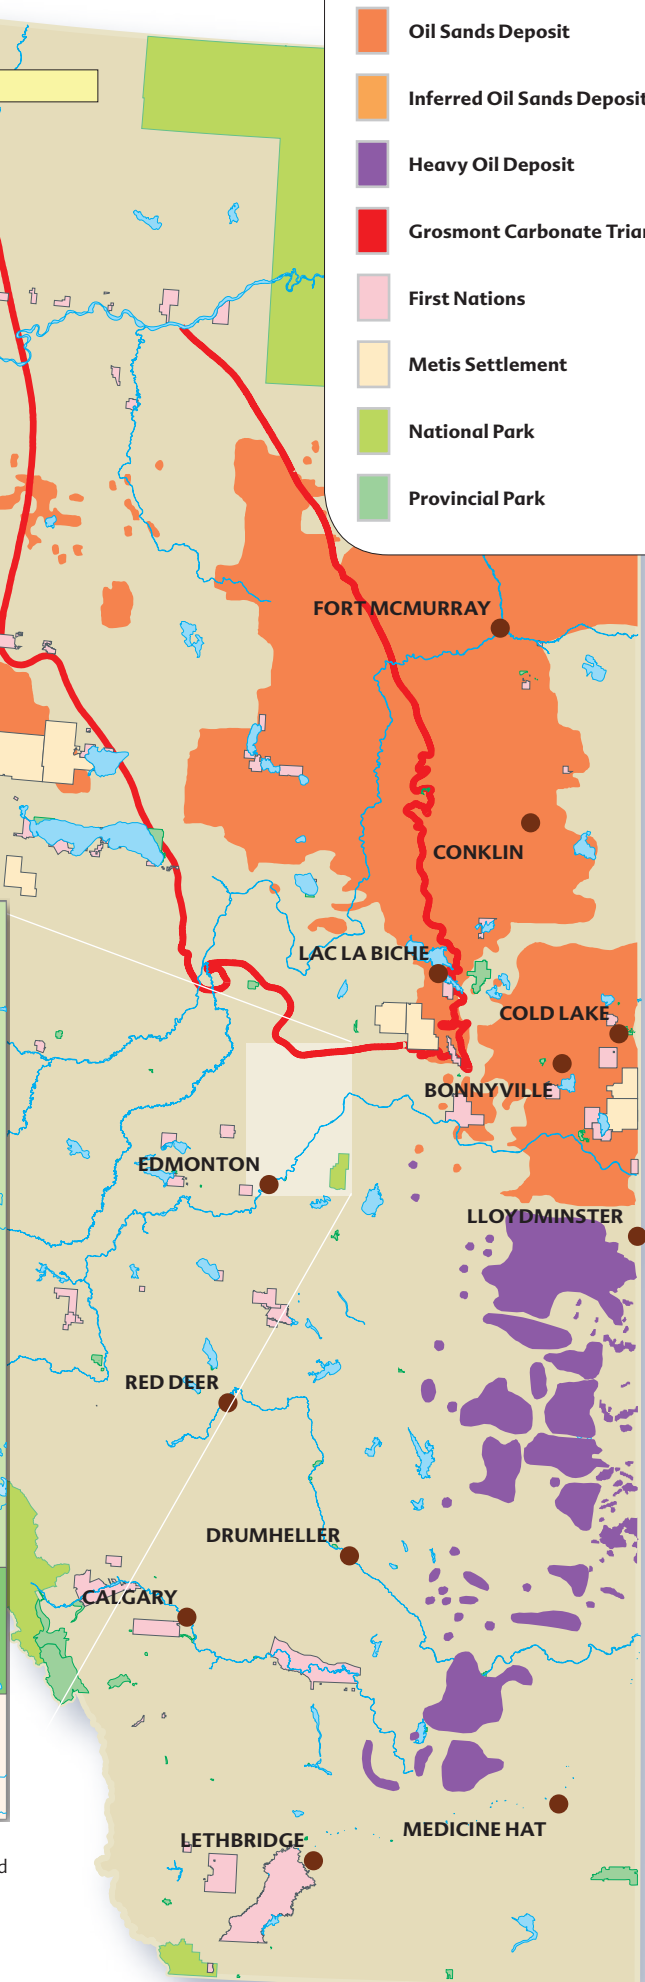 Oil Sands Deposit
Inferred Oil Sands Deposit
Heavy Oil Deposit
Grosmont Carbonate Trian
First Nations
Metis Settlement
National Park
Provincial Park
FORT MCMURRAY
CONKLIN
LAC LA BICHE
COLD LAKE
BONNYVILLE
EDMONTON
LLOYDMINSTER
RED DEER
DRUMHELLER
CALGARY
MEDICINE HAT
LETHBRIDGE
d